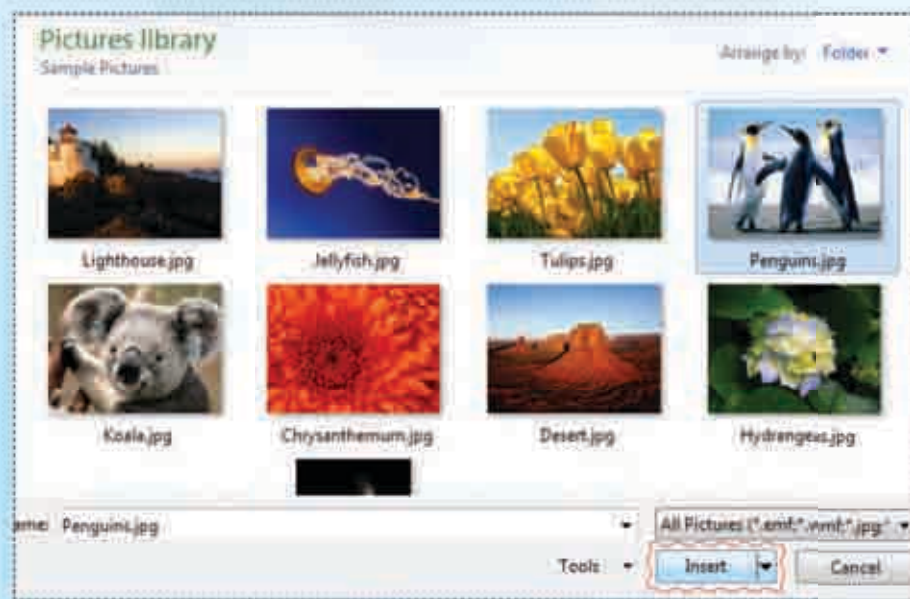 Pictures library
Sample Pictures
Arrange by: Folder
Lighthouse.jpg
Jellyfish.jpg
Tulips.jpg
Penguins.jpg
Koala.jpg
Chrysanthemum.jpg
Desert.jpg
Hydrangeas.jpg
ame: Penguins.jpg
All Pictures (*.emf;*.wmf;*.jpg;*
Tools
Insert
Cancel